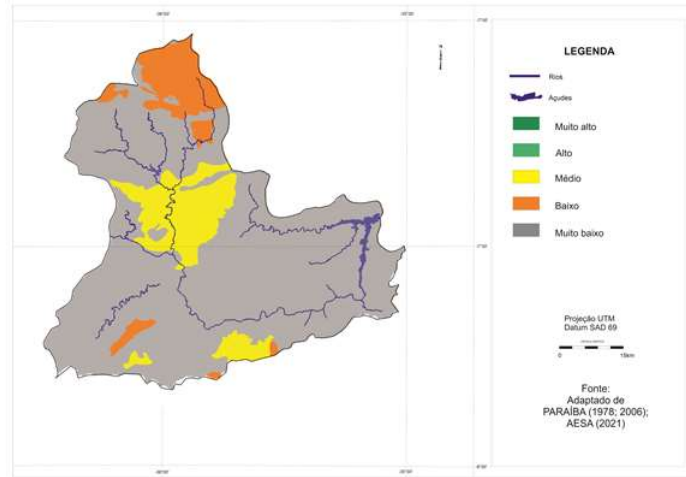 LEGENDA
Rios
Açudes
Muito alto
Alto
Médio
Baixo
Muito baixo
Projeção UTM
Datum SAD 69
0 15km
Fonte:
Adaptado de
PARAÍBA (1978; 2006);
AESA (2021)